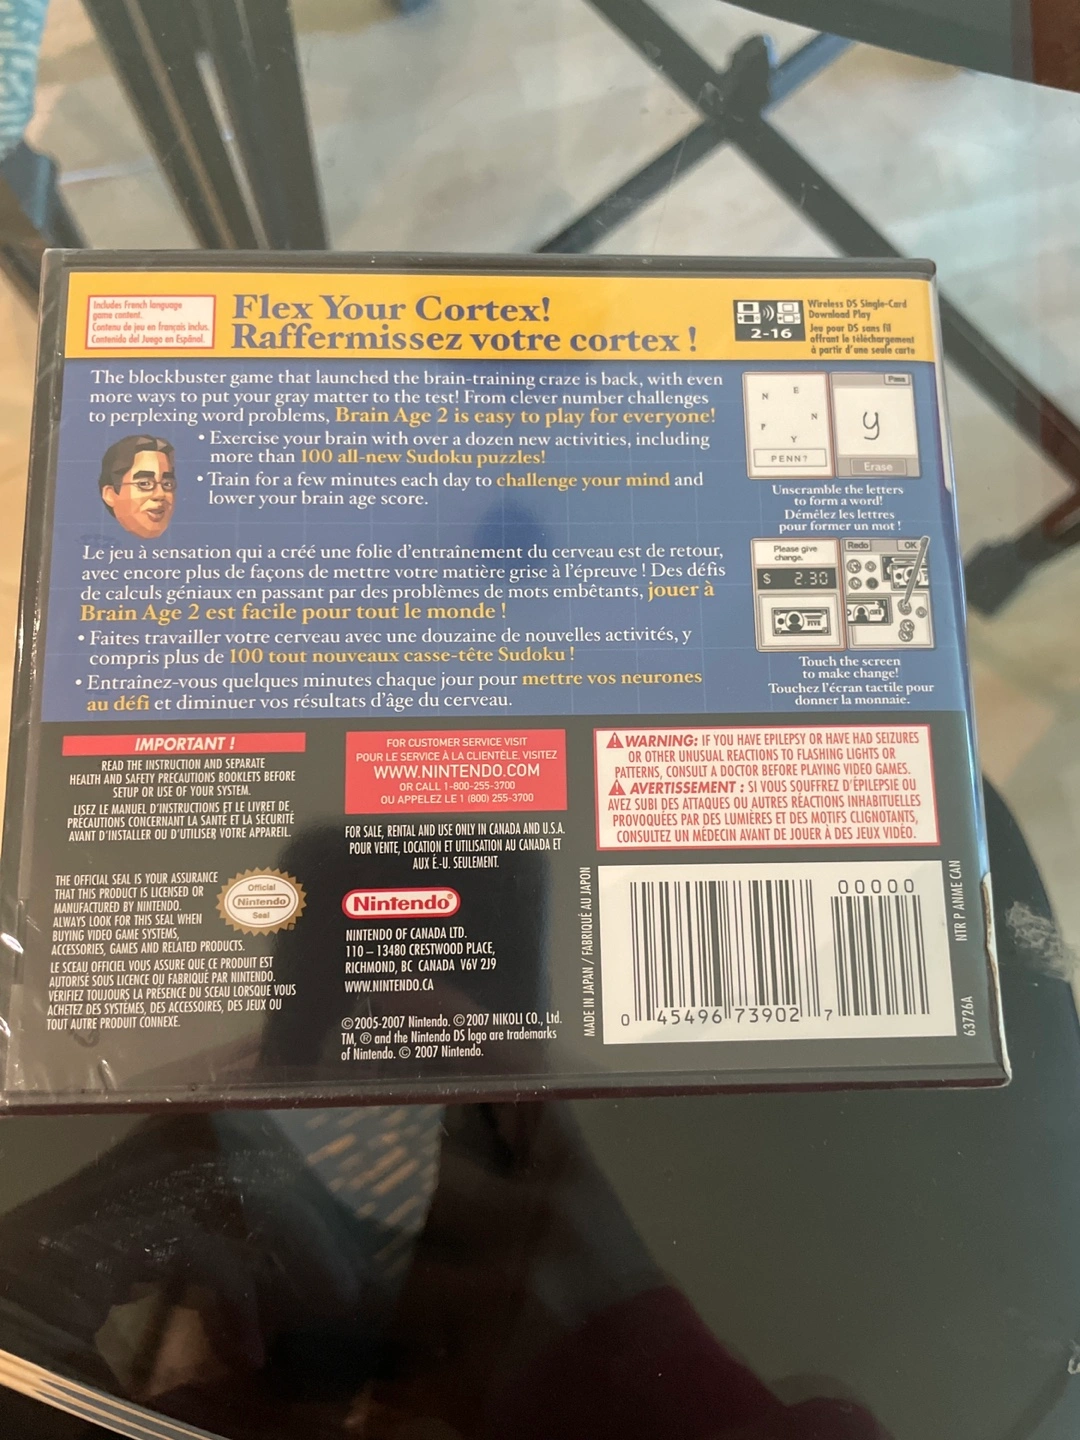 Includes French language
game content.
Contenu de jeu en français inclus.
Contenido del Juego en Español.
Flex Your Cortex!
Raffermissez votre cortex !
2-16
Wireless DS Single-Card
Download Play
Jeu pour DS sans fil
offrant le téléchargement
à partir d'une seule carte
The blockbuster game that launched the brain-training craze is back, with even
more ways to put your gray matter to the test! From clever number challenges
to perplexing word problems, Brain Age 2 is easy to play for everyone!
• Exercise your brain with over a dozen new activities, including
more than 100 all-new Sudoku puzzles!
• Train for a few minutes each day to challenge your mind and
lower your brain age score.
Le jeu à sensation qui a créé une folie d'entraînement du cerveau est de retour,
avec encore plus de façons de mettre votre matière grise à l'épreuve ! Des défis
de calculs géniaux en passant par des problèmes de mots embêtants, jouer à
Brain Age 2 est facile pour tout le monde !
• Faites travailler votre cerveau avec une douzaine de nouvelles activités, y
compris plus de 100 tout nouveaux casse-tête Sudoku !
• Entraînez-vous quelques minutes chaque jour pour mettre vos neurones
au défi et diminuer vos résultats d'âge du cerveau.
N E
N
P
Y
PENN?
Pass
y
Erase
Unscramble the letters
to form a word!
Démêlez les lettres
pour former un mot !
Please give
change.
$ 2.30
FIVE
Redo OK
ONE
Touch the screen
to make change!
Touchez l'écran tactile pour
donner la monnaie.
IMPORTANT !
READ THE INSTRUCTION AND SEPARATE
HEALTH AND SAFETY PRECAUTIONS BOOKLETS BEFORE
SETUP OR USE OF YOUR SYSTEM.
LISEZ LE MANUEL D'INSTRUCTIONS ET LE LIVRET DE
PRÉCAUTIONS CONCERNANT LA SANTÉ ET LA SÉCURITÉ
AVANT D'INSTALLER OU D'UTILISER VOTRE APPAREIL.
THE OFFICIAL SEAL IS YOUR ASSURANCE
THAT THIS PRODUCT IS LICENSED OR
MANUFACTURED BY NINTENDO.
ALWAYS LOOK FOR THIS SEAL WHEN
BUYING VIDEO GAME SYSTEMS,
ACCESSORIES, GAMES AND RELATED PRODUCTS.
Official
Nintendo
Seal
LE SCEAU OFFICIEL VOUS ASSURE QUE CE PRODUIT EST
AUTORISÉ SOUS LICENCE OU FABRIQUÉ PAR NINTENDO.
VERIFIEZ TOUJOURS LA PRÉSENCE DU SCEAU LORSQUE VOUS
ACHETEZ DES SYSTÈMES, DES ACCESSOIRES, DES JEUX OU
TOUT AUTRE PRODUIT CONNEXE.
FOR CUSTOMER SERVICE VISIT
POUR LE SERVICE À LA CLIENTÈLE, VISITEZ
WWW.NINTENDO.COM
OR CALL 1-800-255-3700
OU APPELEZ LE 1 (800) 255-3700
FOR SALE, RENTAL AND USE ONLY IN CANADA AND U.S.A.
POUR VENTE, LOCATION ET UTILISATION AU CANADA ET
AUX É.-U. SEULEMENT.
Nintendo®
NINTENDO OF CANADA LTD.
110 – 13480 CRESTWOOD PLACE,
RICHMOND, BC CANADA V6V 2J9
WWW.NINTENDO.CA
© 2005-2007 Nintendo. © 2007 NIKOLI CO., Ltd.
TM, ® and the Nintendo DS logo are trademarks
of Nintendo. © 2007 Nintendo.
WARNING: IF YOU HAVE EPILEPSY OR HAVE HAD SEIZURES
OR OTHER UNUSUAL REACTIONS TO FLASHING LIGHTS OR
PATTERNS, CONSULT A DOCTOR BEFORE PLAYING VIDEO GAMES.
AVERTISSEMENT : SI VOUS SOUFFREZ D'ÉPILEPSIE OU
AVEZ SUBI DES ATTAQUES OU AUTRES RÉACTIONS INHABITUELLES
PROVOQUÉES PAR DES LUMIÈRES ET DES MOTIFS CLIGNOTANTS,
CONSULTEZ UN MÉDECIN AVANT DE JOUER À DES JEUX VIDÉO.
MADE IN JAPAN / FABRIQUÉ AU JAPON
00000
0 45496 73902 7
NTR P ANME CAN
63726A